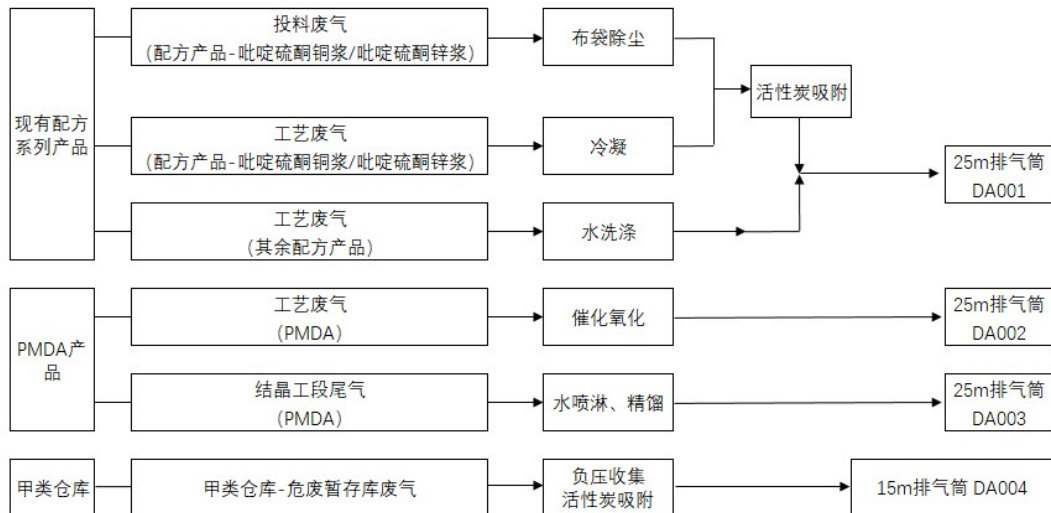 现有配方
系列产品
投料废气
（配方产品-吡啶硫酮铜浆/吡啶硫酮锌浆）
布袋除尘
活性炭吸附
工艺废气
（配方产品-吡啶硫酮铜浆/吡啶硫酮锌浆）
冷凝
25m排气筒
DA001
工艺废气
（其余配方产品）
水洗涤
PMDA产
品
工艺废气
（PMDA）
催化氧化
25m排气筒
DA002
结晶工段尾气
（PMDA）
水喷淋、精馏
25m排气筒
DA003
甲类仓库
甲类仓库-危废暂存库废气
负压收集
活性炭吸附
15m排气筒 DA004